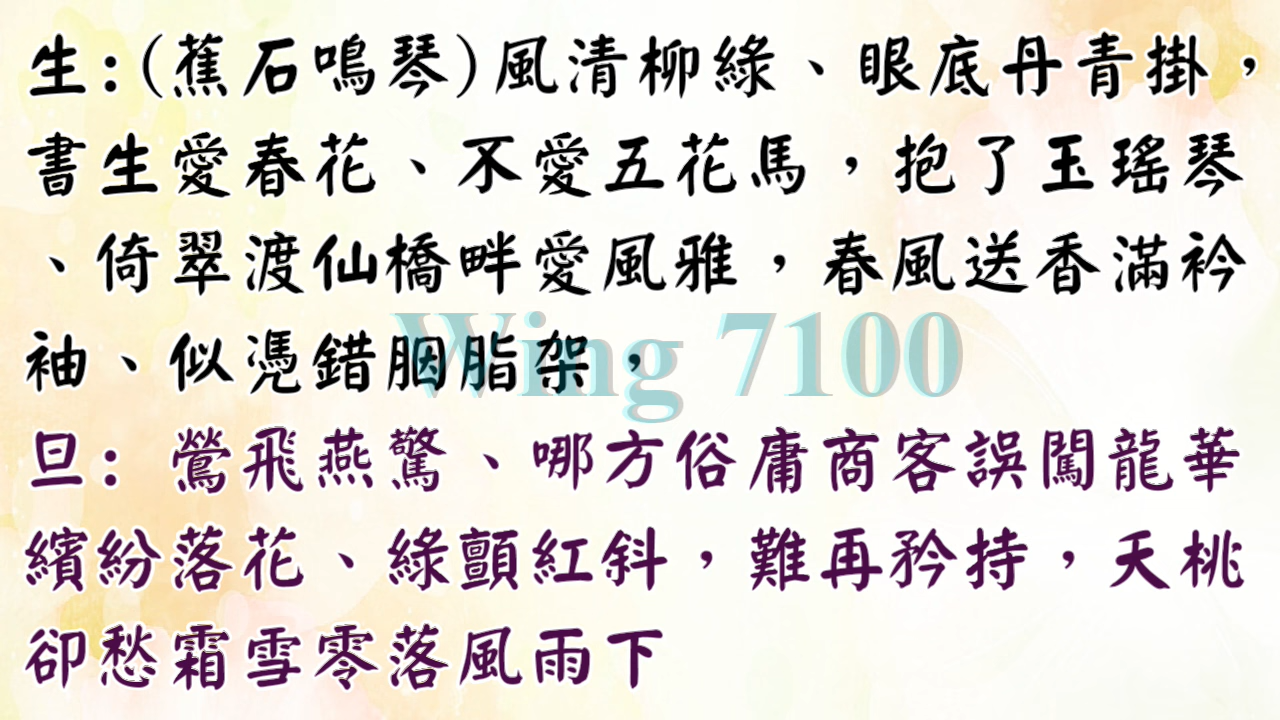 生:(蕉石鳴琴)風清柳綠、眼底丹青掛，
書生愛春花、不愛五花馬，抱了玉瑤琴
、倚翠渡仙橋畔愛風雅，春風送香滿衿
袖、似憑錯胭脂架，
Wing 7100
旦: 鶯飛燕驚、哪方俗庸商客誤闖龍華
繽紛落花、綠顫紅斜，難再矜持，天桃
卻愁霜雪零落風雨下